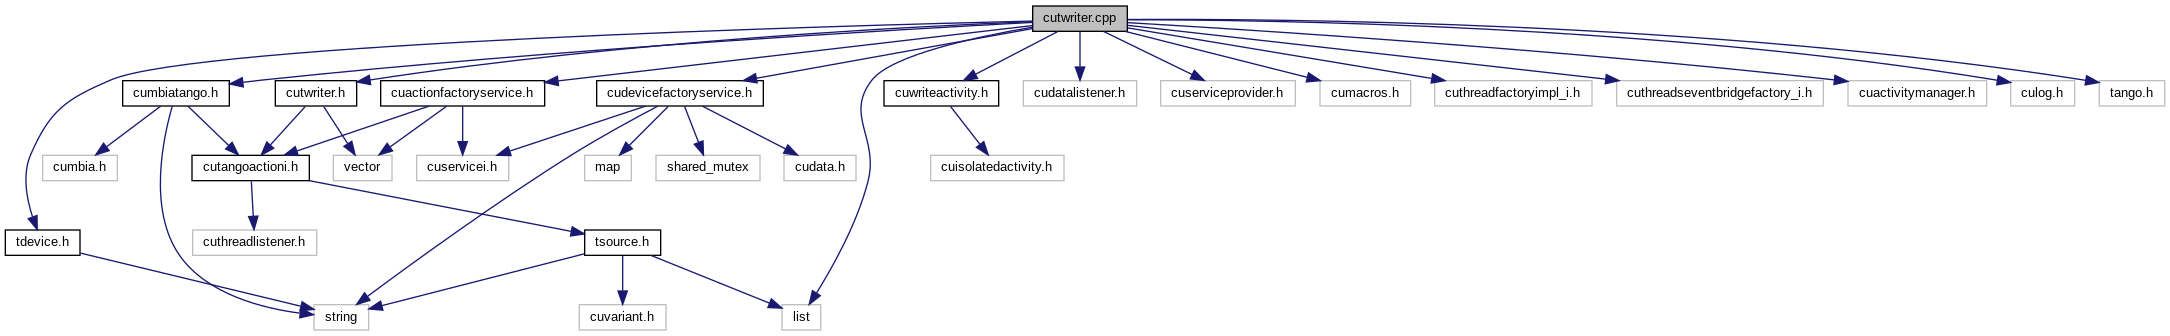 cutwriter.cpp
cumbiatango.h
cutwriter.h
cuactionfactoryservice.h
cudevicefactoryservice.h
cuwriteactivity.h
cudatalistener.h
cuserviceprovider.h
cumacros.h
cuthreadfactoryimpl_i.h
cuthreadseventbridgefactory_i.h
cuactivitymanager.h
culog.h
tango.h
cumbia.h
cutangoactioni.h
vector
cuservicei.h
map
shared_mutex
cudata.h
cuisolatedactivity.h
tdevice.h
cuthreadlistener.h
tsource.h
string
cuvariant.h
list